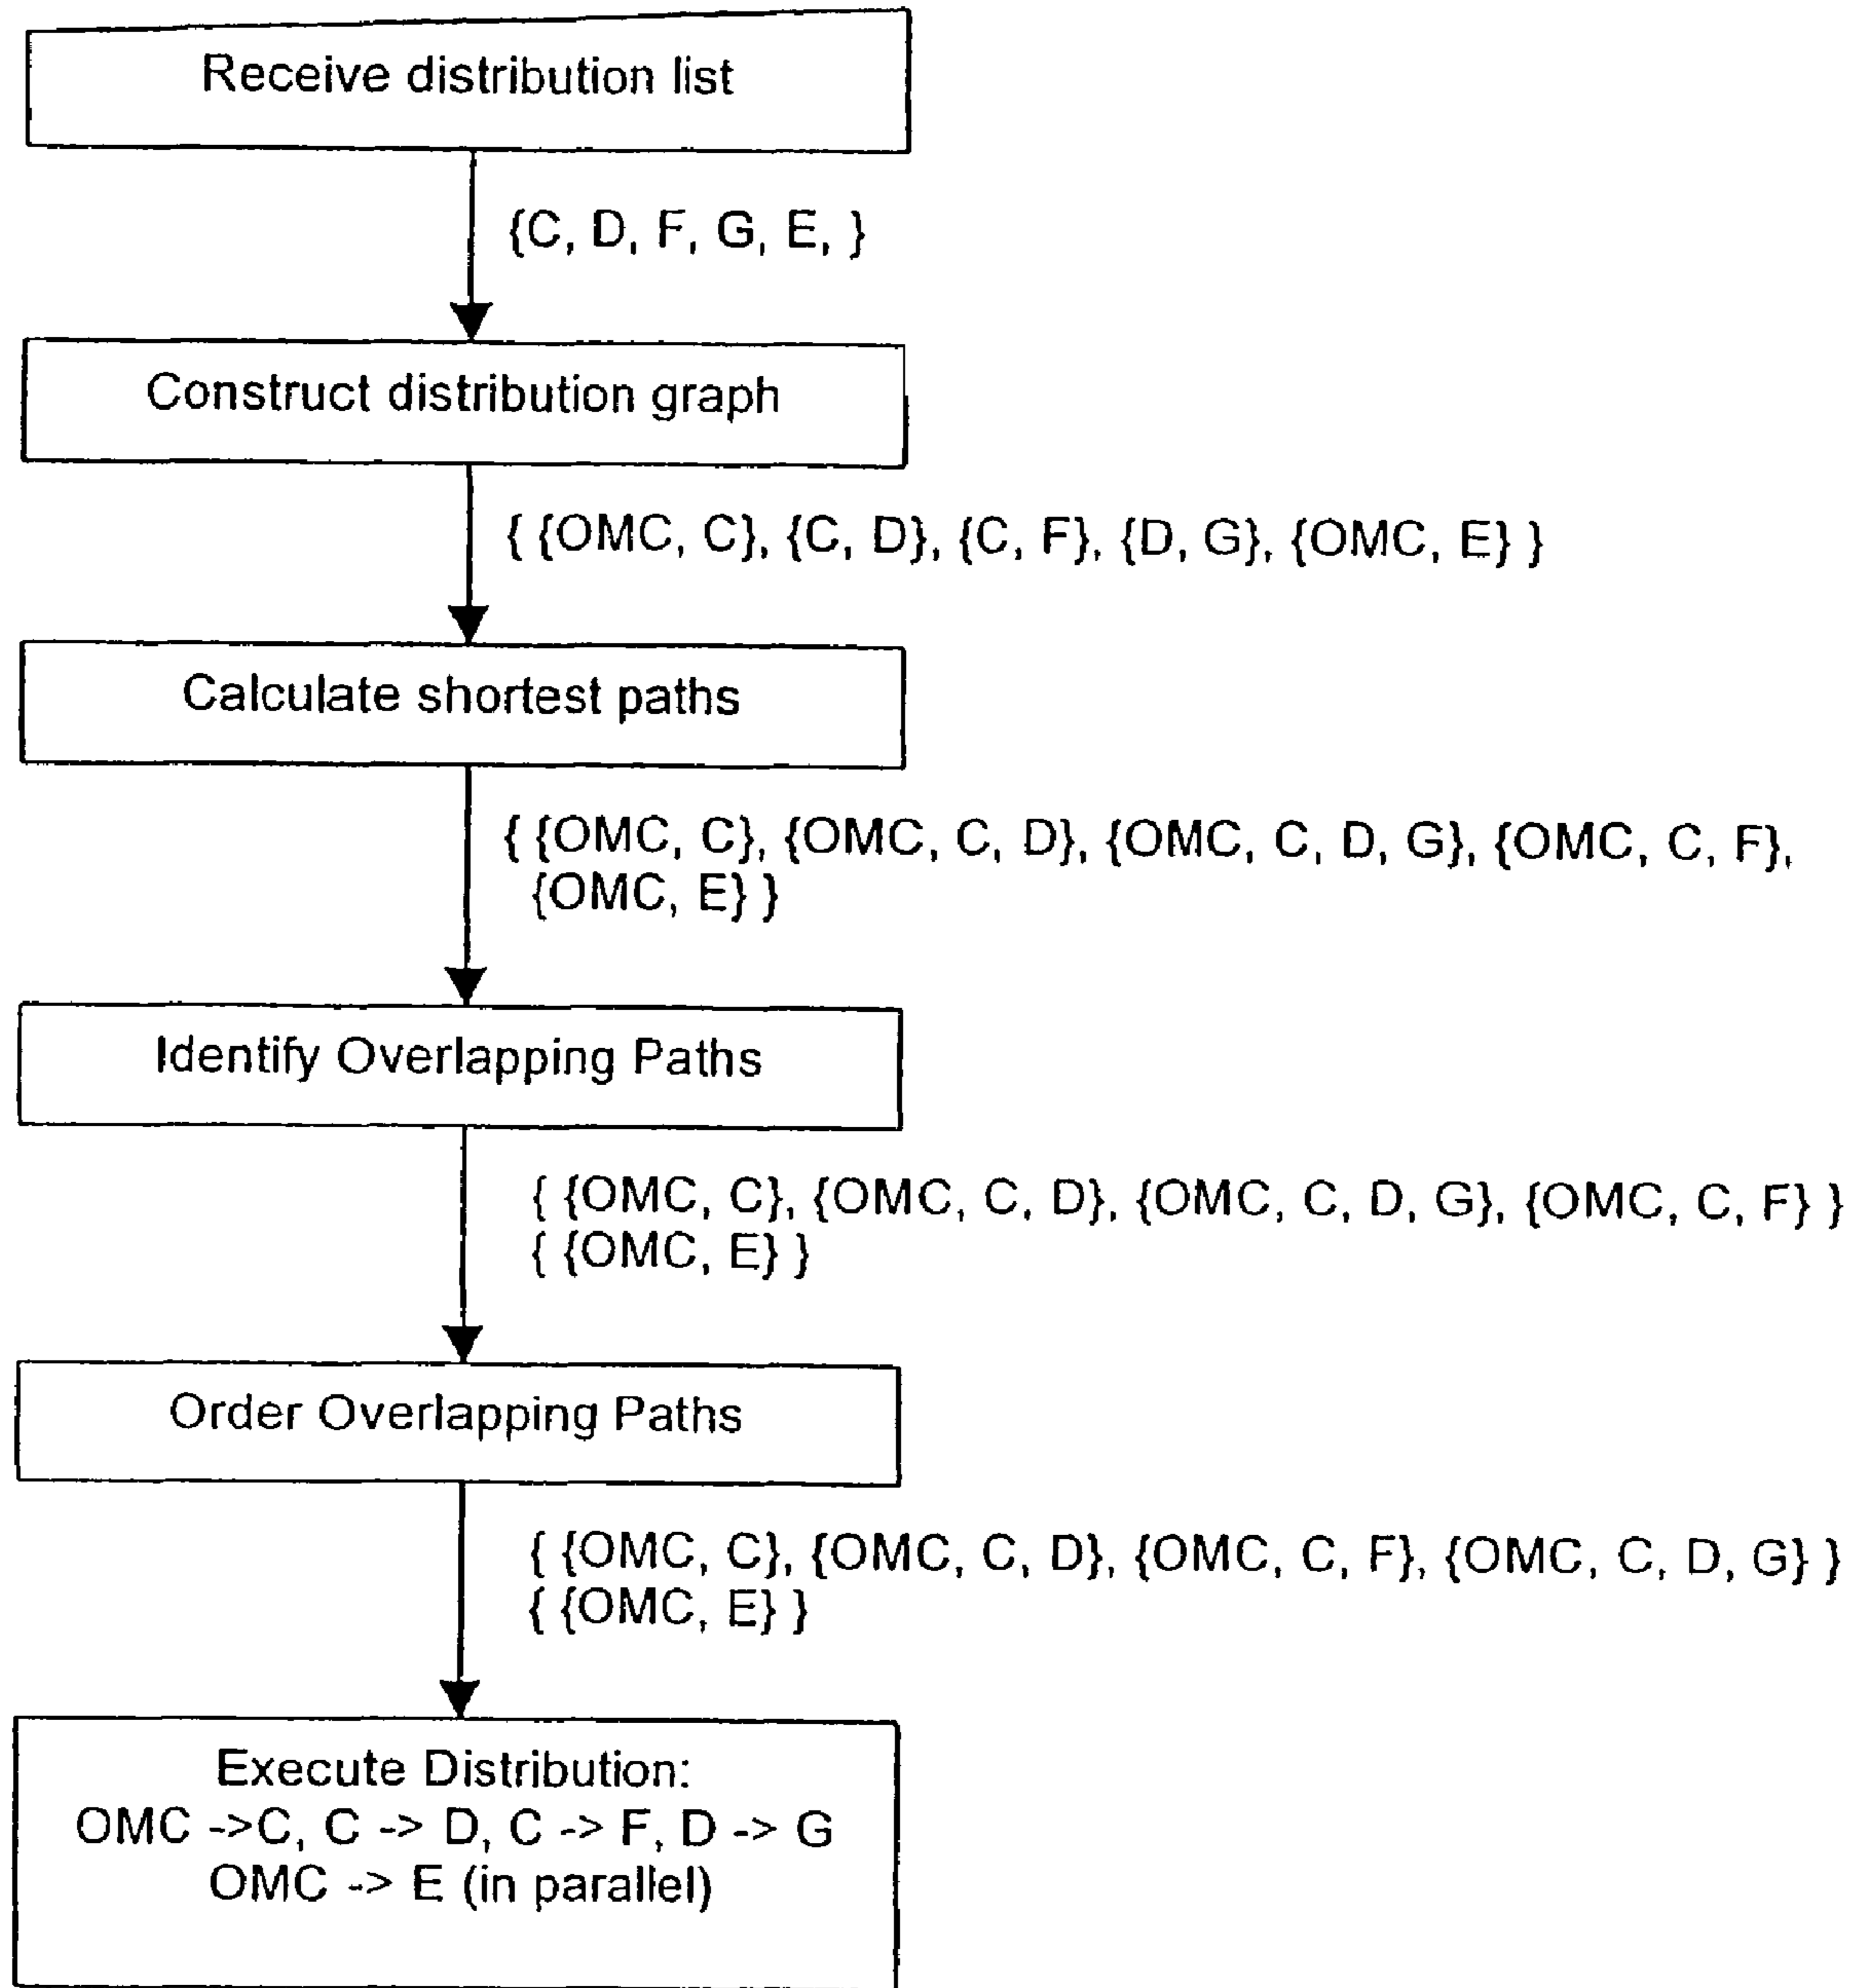 Receive distribution list
{C, D, F, G, E, }
Construct distribution graph
{ {OMC, C}, {C, D}, {C, F}, {D, G}, {OMC, E} }
Calculate shortest paths
{ {OMC, C}, {OMC, C, D}, {OMC, C, D, G}, {OMC, C, F},
{OMC, E} }
Identify Overlapping Paths
{ {OMC, C}, {OMC, C, D}, {OMC, C, D, G}, {OMC, C, F} }
{ {OMC, E} }
Order Overlapping Paths
{ {OMC, C}, {OMC, C, D}, {OMC, C, F}, {OMC, C, D, G} }
{ {OMC, E} }
Execute Distribution:
OMC ->C, C -> D, C -> F, D -> G
OMC -> E (in parallel)